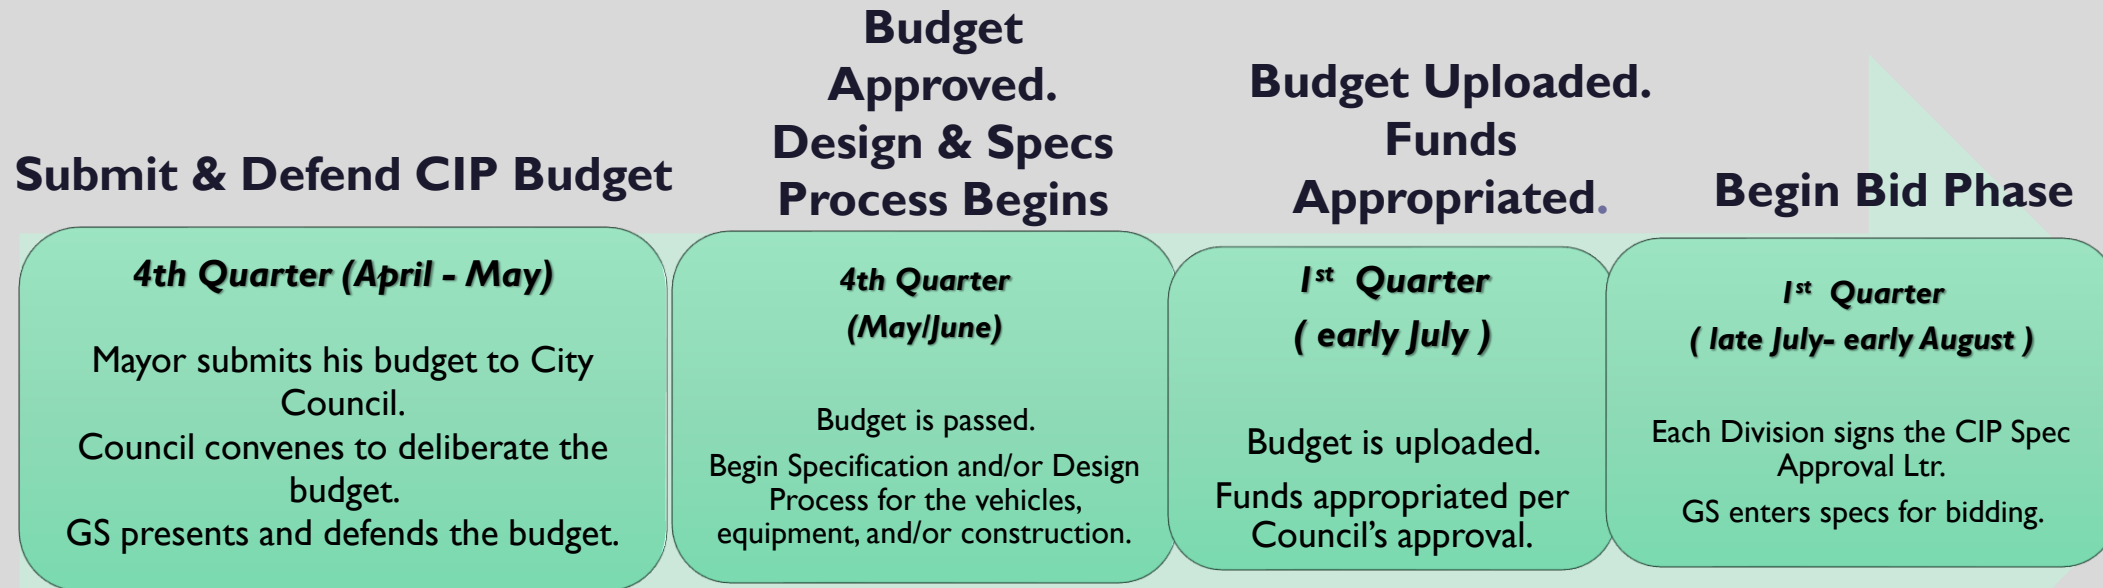 Submit & Defend CIP Budget
4th Quarter (April - May)
Mayor submits his budget to City
Council.
Council convenes to deliberate the
budget.
GS presents and defends the budget.
Budget
Approved.
Design & Specs
Process Begins
4th Quarter
(May/June)
Budget is passed.
Begin Specification and/or Design
Process for the vehicles,
equipment, and/or construction.
Budget Uploaded.
Funds
Appropriated.
1st Quarter
( early July )
Budget is uploaded.
Funds appropriated per
Council’s approval.
Begin Bid Phase
1st Quarter
( late July- early August )
Each Division signs the CIP Spec
Approval Ltr.
GS enters specs for bidding.